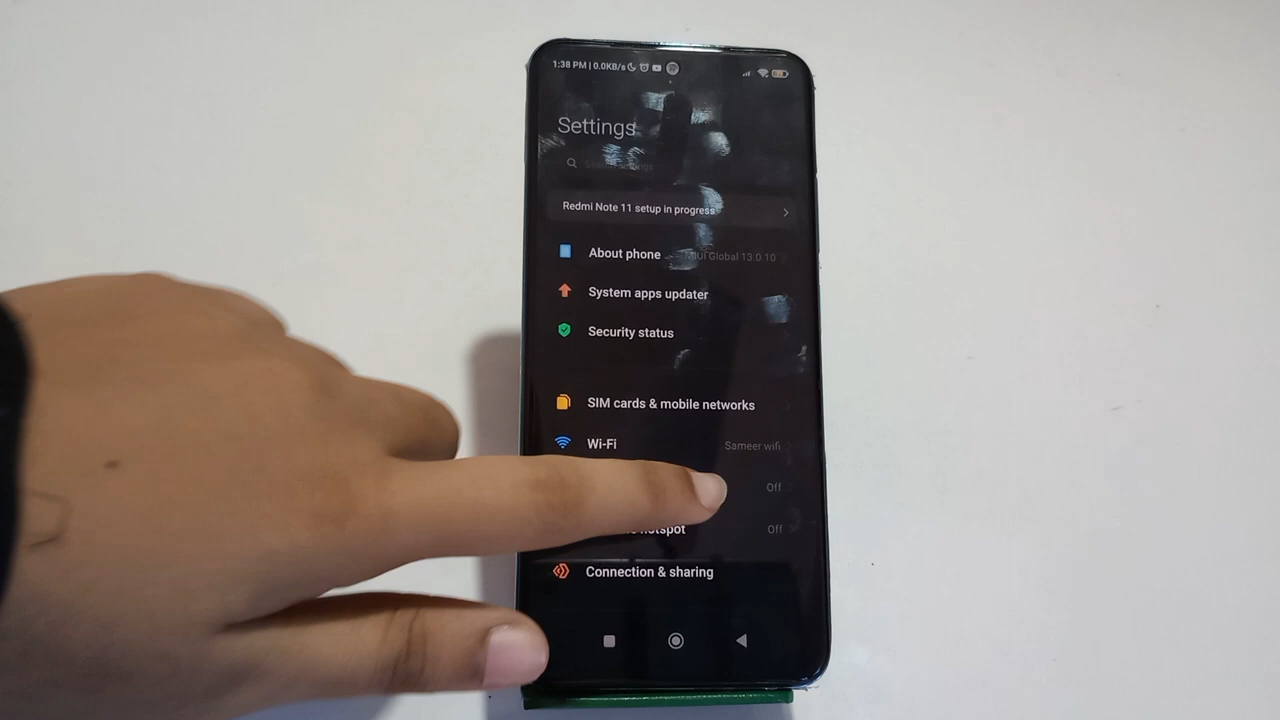 1:38 PM | 0.0KB/s
Settings
Search settings
Redmi Note 11 setup in progress
About phone MIUI Global 13.0 10
System apps updater
Security status
SIM cards & mobile networks
Wi-Fi Sameer wifi
Off
hotspot Off
Connection & sharing